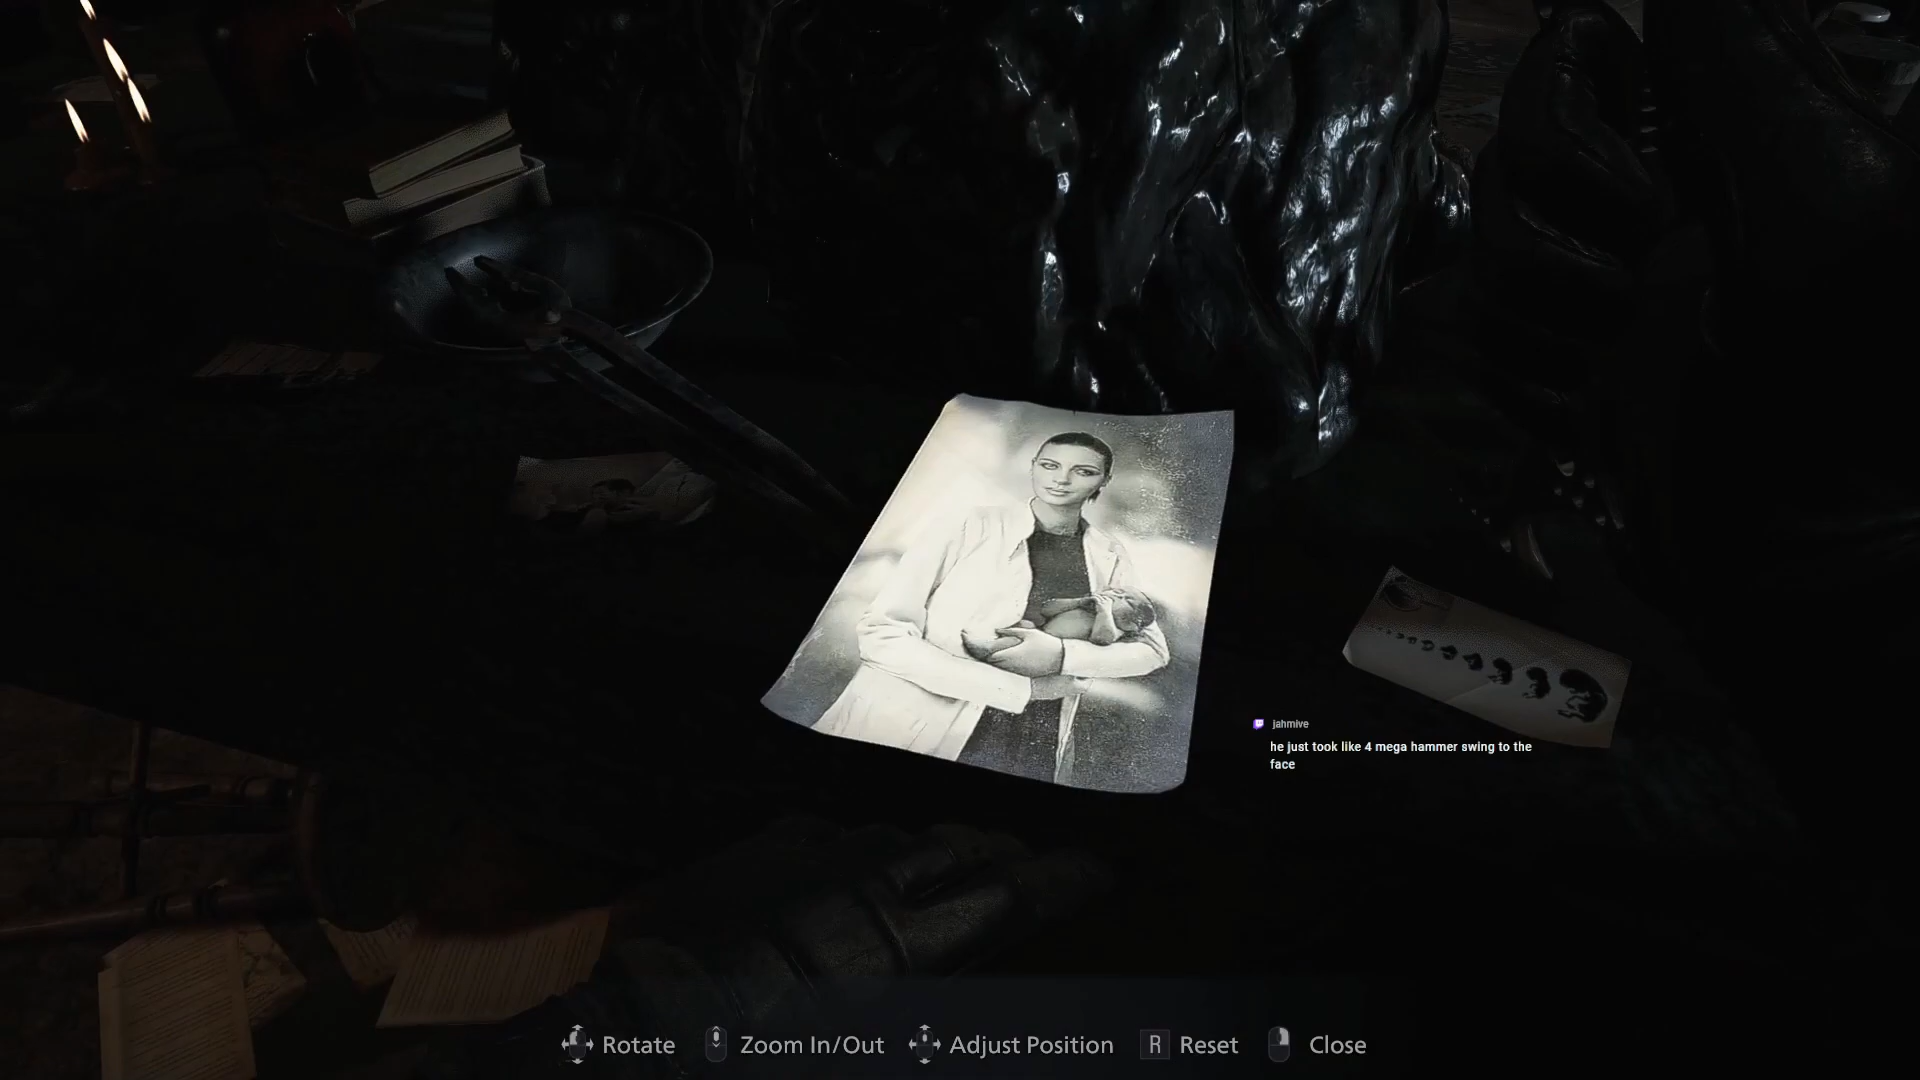 jahmive
he just took like 4 mega hammer swing to the
face
Rotate Zoom In/Out Adjust Position R Reset Close